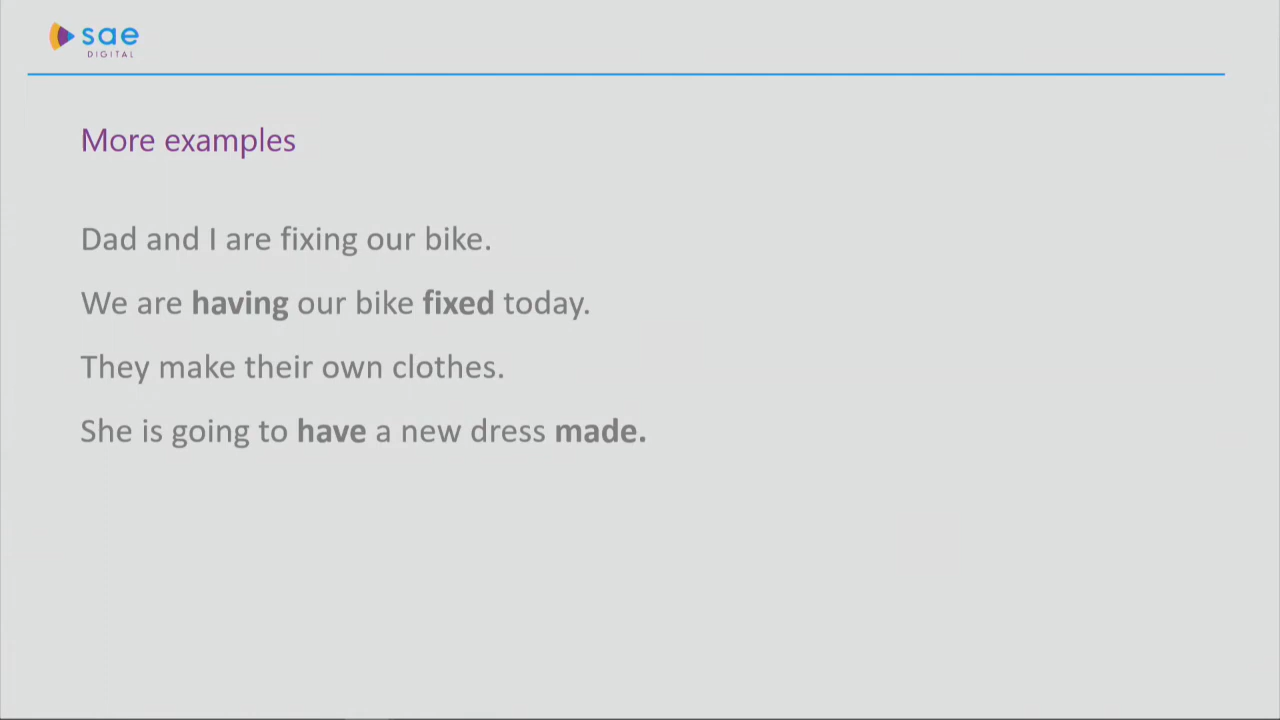 sae
DIGITAL
More examples
Dad and I are fixing our bike.
We are having our bike fixed today.
They make their own clothes.
She is going to have a new dress made.